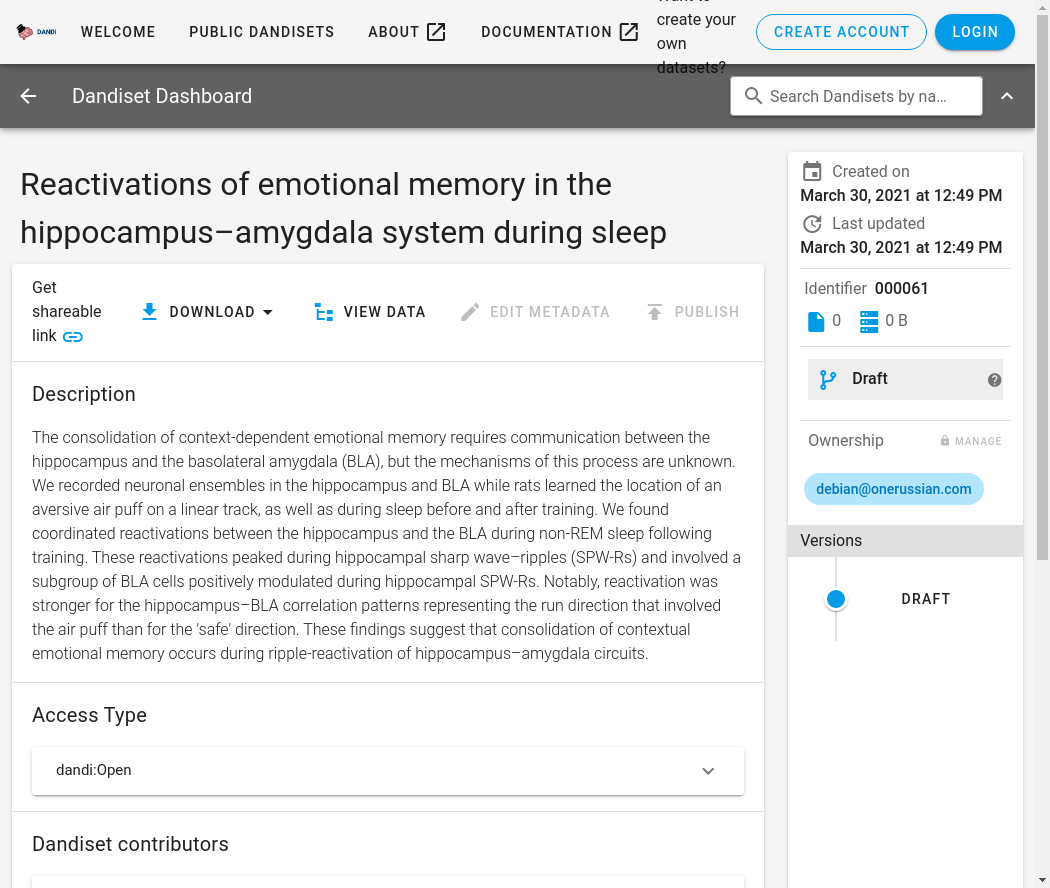 DANDI
WELCOME
PUBLIC DANDISETS
ABOUT
DOCUMENTATION
create your
own
datasets?
CREATE ACCOUNT
LOGIN
Dandiset Dashboard
Search Dandisets by na…
Reactivations of emotional memory in the
hippocampus–amygdala system during sleep
Get
shareable
link
DOWNLOAD
VIEW DATA
EDIT METADATA
PUBLISH
Description
The consolidation of context-dependent emotional memory requires communication between the
hippocampus and the basolateral amygdala (BLA), but the mechanisms of this process are unknown.
We recorded neuronal ensembles in the hippocampus and BLA while rats learned the location of an
aversive air puff on a linear track, as well as during sleep before and after training. We found
coordinated reactivations between the hippocampus and the BLA during non-REM sleep following
training. These reactivations peaked during hippocampal sharp wave–ripples (SPW-Rs) and involved a
subgroup of BLA cells positively modulated during hippocampal SPW-Rs. Notably, reactivation was
stronger for the hippocampus–BLA correlation patterns representing the run direction that involved
the air puff than for the 'safe' direction. These findings suggest that consolidation of contextual
emotional memory occurs during ripple-reactivation of hippocampus–amygdala circuits.
Access Type
dandi:Open
Dandiset contributors
Created on
March 30, 2021 at 12:49 PM
Last updated
March 30, 2021 at 12:49 PM
Identifier 000061
0
0 B
Draft
Ownership
MANAGE
debian@onerussian.com
Versions
DRAFT